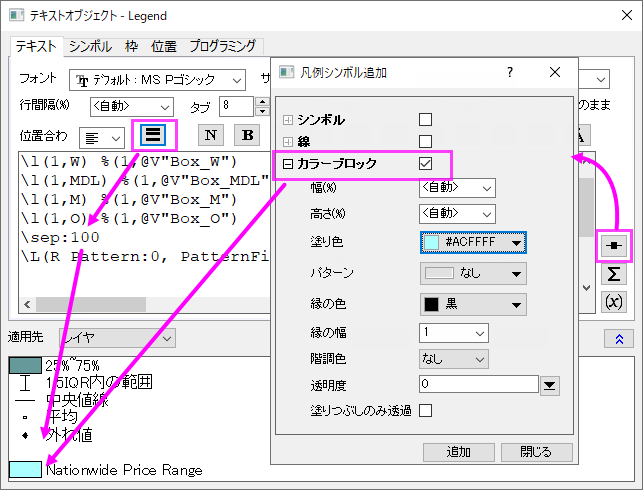 テキストオブジェクト - Legend
テキスト シンボル 枠 位置 プログラミング
フォント デフォルト: MS Pゴシック
行間隔(%) <自動> タブ 8 のまま
位置合わ N B
\l(1,W) %(1,@V"Box_W")
\l(1,MDL) %(1,@V"Box_MDL"
\l(1,M) %(1,@V"Box_M")
\l(1,O) %(1,@V"Box_O")
\sep:100
\L(R Pattern:0, PatternFi
Σ
(x)
適用先 レイヤ
25%~75%
1.5IQR内の範囲
中央値線
平均
外れ値
Nationwide Price Range
凡例シンボル追加 ?
シンボル
線
カラーブロック
幅(%) <自動>
高さ(%) <自動>
塗り色 #ACFFFF
パターン なし
縁の色 黒
縁の幅 1
階調色 なし
透明度 0
塗りつぶしのみ透過
追加 閉じる